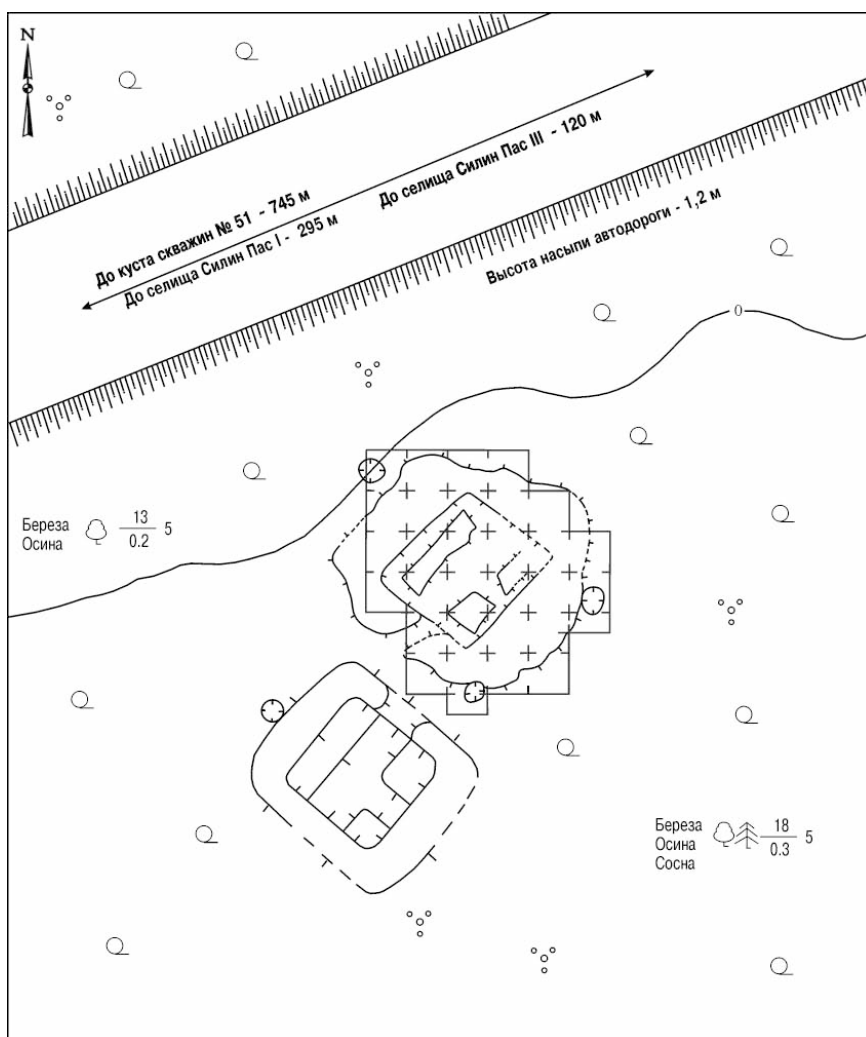 N
До куста скважин № 51 - 745 м
До селища Силин Пас I - 295 м
До селища Силин Пас III - 120 м
Высота насыпи автодороги - 1,2 м
0
Береза
Осина
13
0.2
5
Береза
Осина
Сосна
18
0.3
5